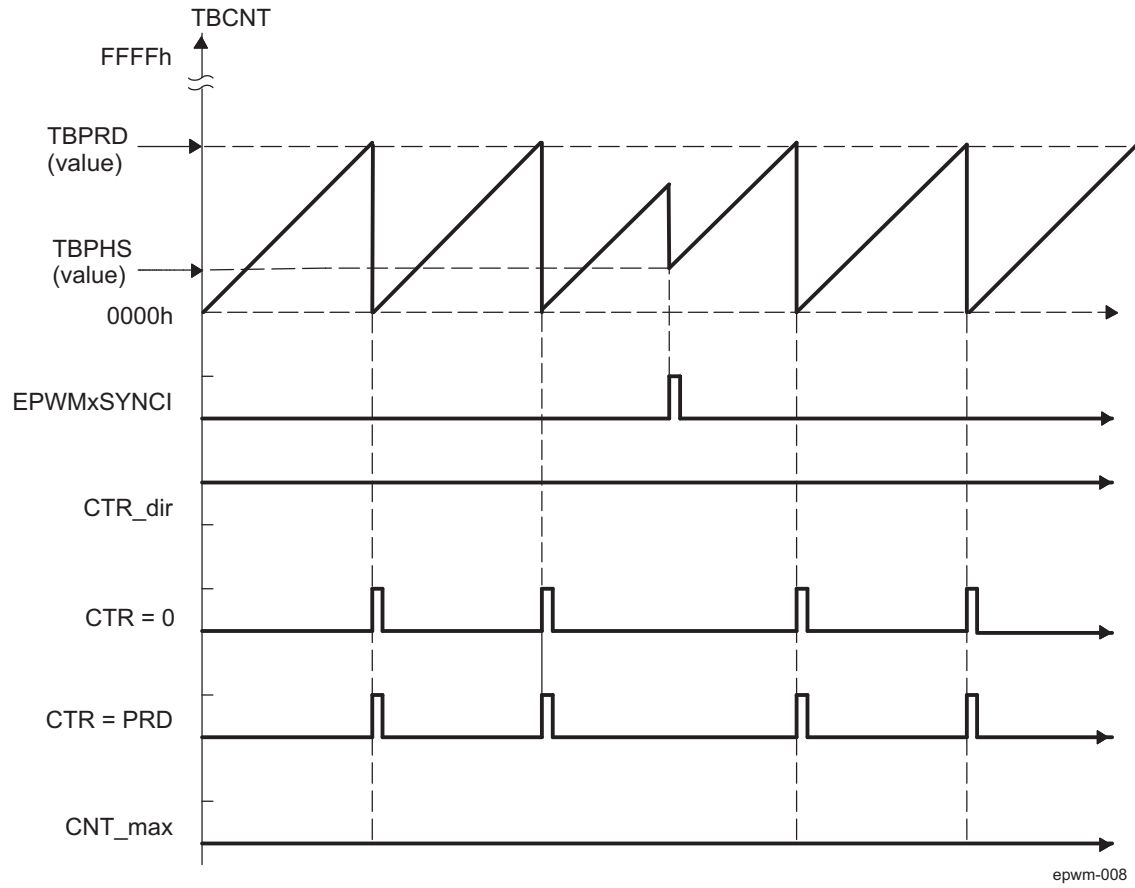 TBCNT
FFFFh
TBPRD
(value)
TBPHS
(value)
0000h
EPWMxSYNCI
CTR_dir
CTR = 0
CTR = PRD
CNT_max
epwm-008